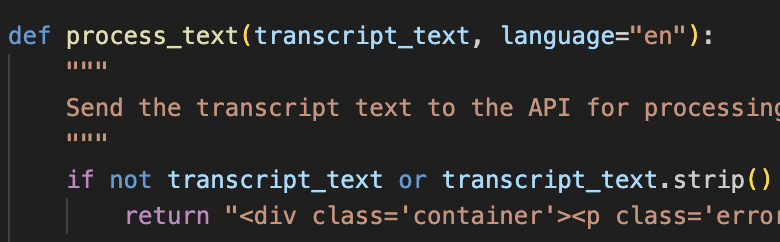 def process_text(transcript_text, language="en"):
"""
Send the transcript text to the API for processing
"""
if not transcript_text or transcript_text.strip()
return "<div class='container'><p class='error